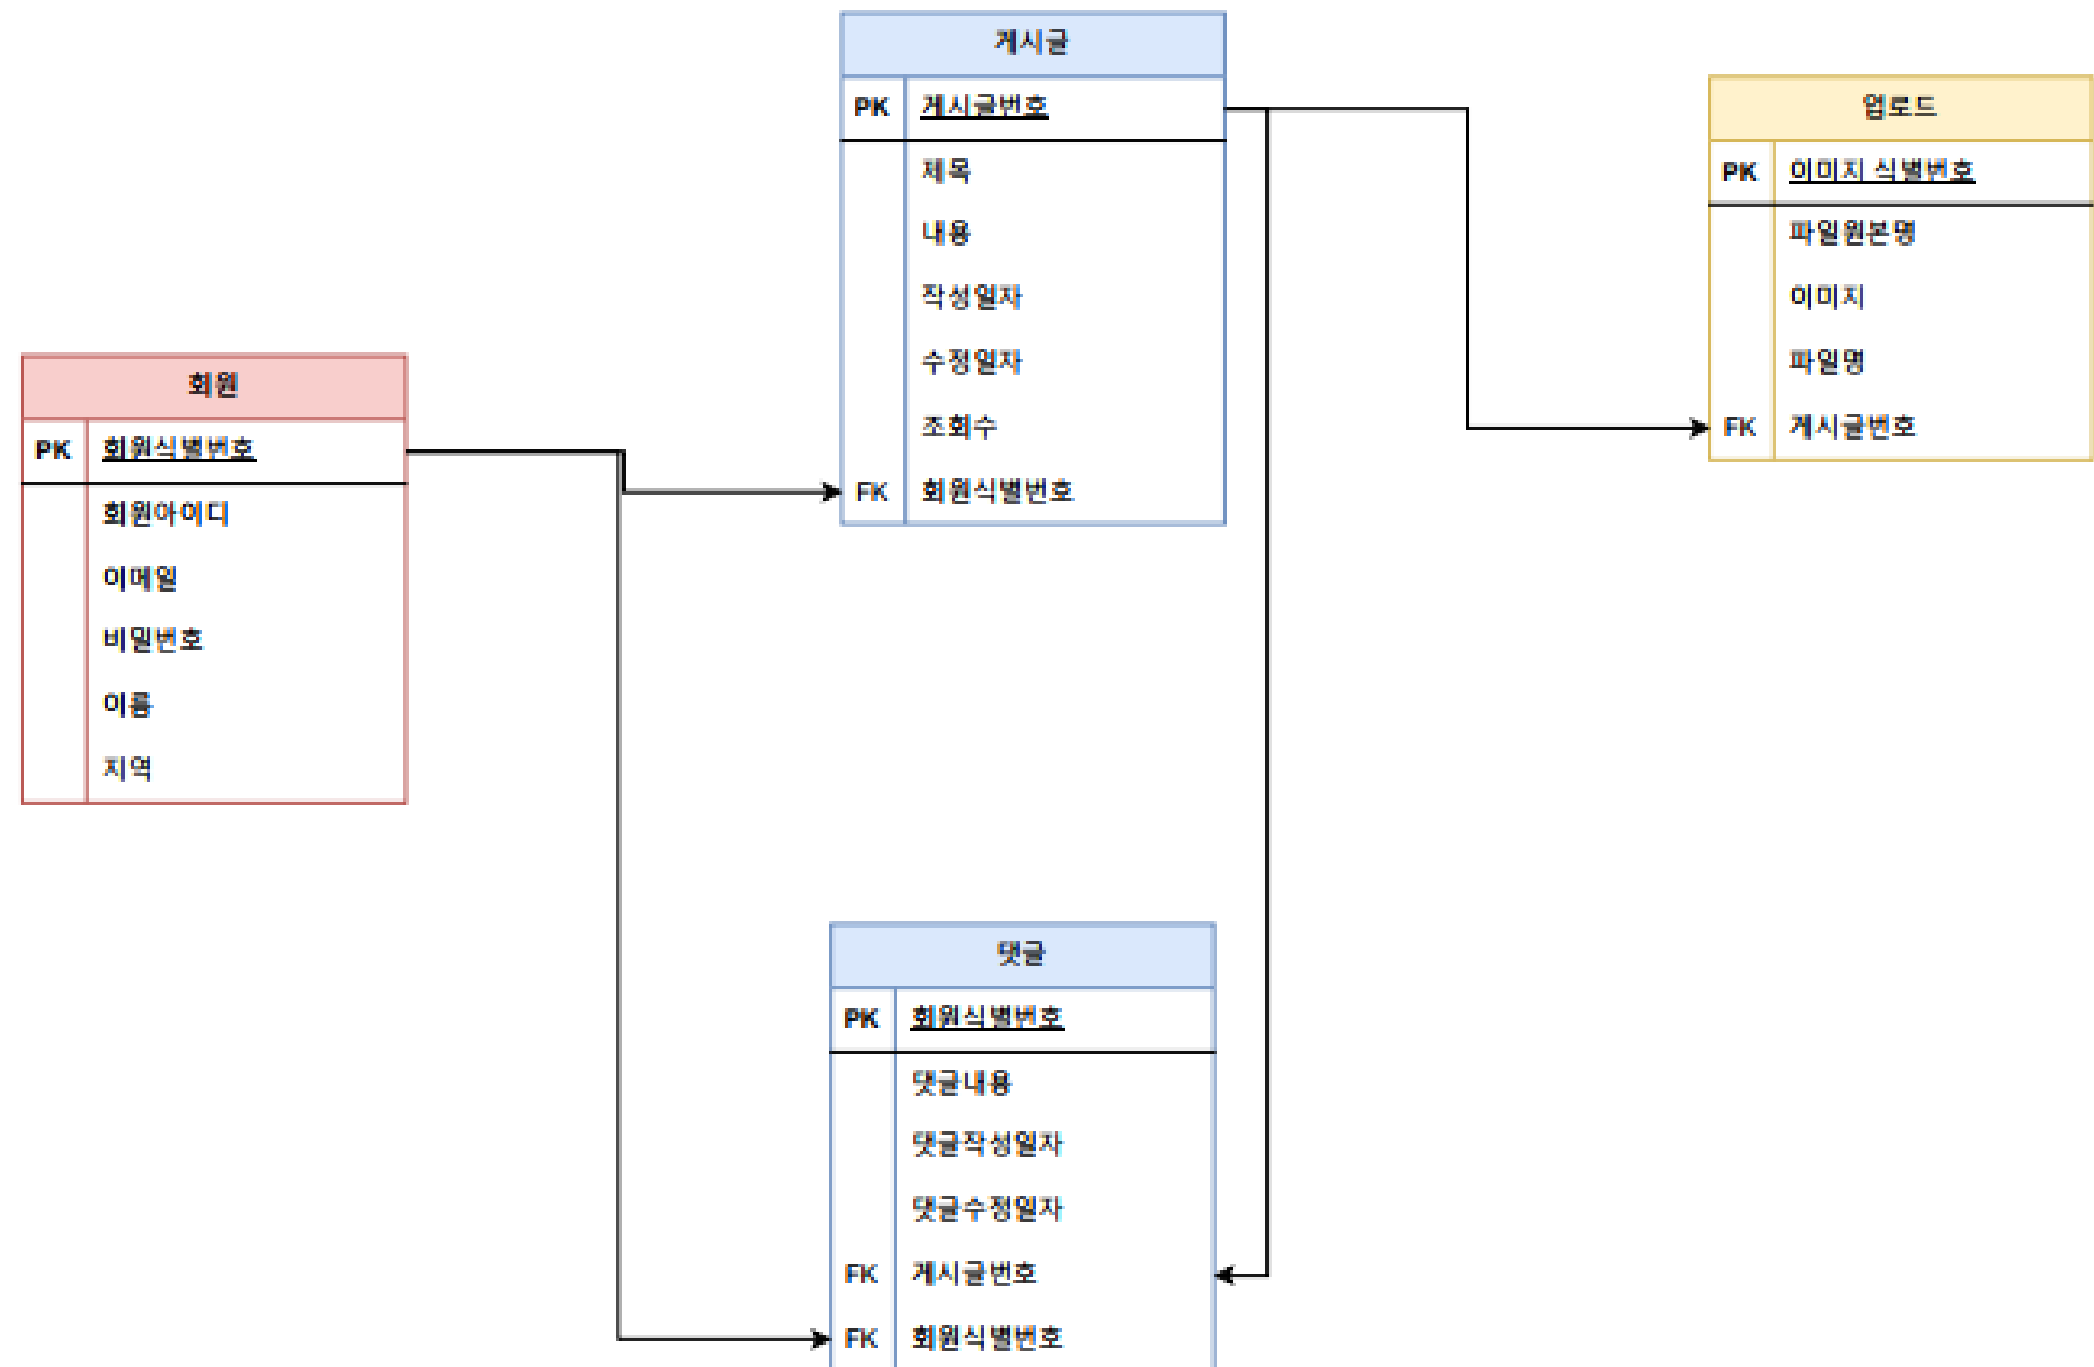 게시글
PK 게시글번호
제목
내용
작성일자
수정일자
조회수
FK 회원식별번호
업로드
PK 이미지 식별번호
파일원본명
이미지
파일명
FK 게시글번호
회원
PK 회원식별번호
회원아이디
이메일
비밀번호
이름
지역
댓글
PK 회원식별번호
댓글내용
댓글작성일자
댓글수정일자
FK 게시글번호
FK 회원식별번호